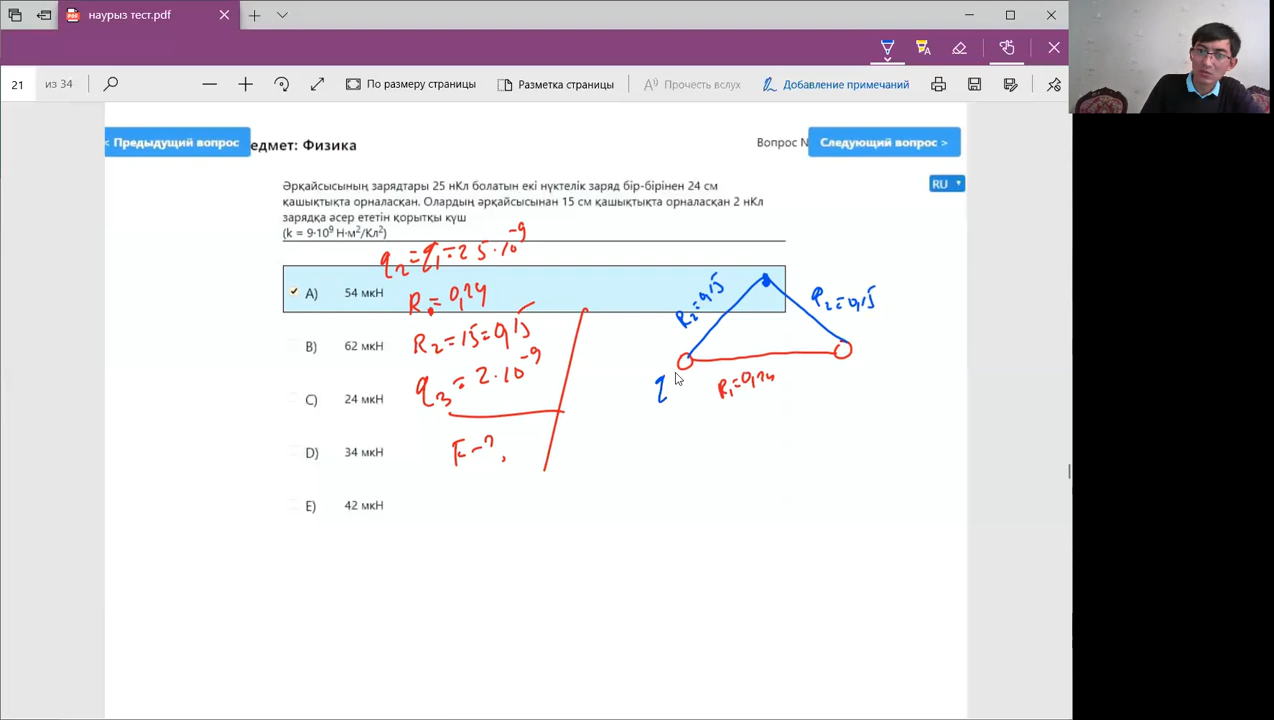 наурыз тест.pdf
21 из 34
По размеру страницы
Разметка страницы
Прочесть вслух
Добавление примечаний
< Предыдущий вопрос
едмет: Физика
Вопрос N
Следующий вопрос >
RU
Әрқайсысының зарядтары 25 нКл болатын екі нүктелік заряд бір-бірінен 24 см
қашықтықта орналасқан. Олардың әрқайсысынан 15 см қашықтықта орналасқан 2 нКл
зарядқа әсер ететін қорытқы күш
(k = 9·10⁹ Н·м²/Кл²)
q₂=q₁=25·10⁻⁹
A) 54 мкН
R₁=0,24
R₂=15=0,15
B) 62 мкН
q₃=2·10⁻⁹
C) 24 мкН
D) 34 мкН
F-?
E) 42 мкН
R₂=0,15
R₂=0,15
q
R₁=0,24